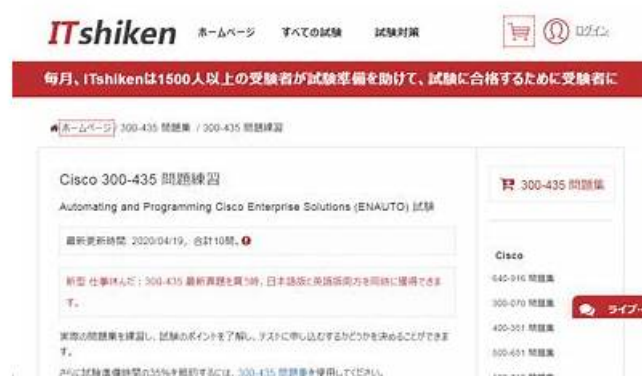 ITshiken ホームページ すべての試験 試験対策 ログイン
毎月、ITshikenは1500人以上の受験者が試験準備を助けて、試験に合格するために受験者に
ホームページ / 300-435 問題集 / 300-435 問題練習
Cisco 300-435 問題練習
Automating and Programming Cisco Enterprise Solutions (ENAUTO) 試験
最新更新時間: 2020/04/19、合計10問。
新型 仕事休んだ：300-435 最新真題を買う時、日本語版と英語版両方を同時に獲得できま
す。
実際の問題集を練習し、試験のポイントを了解し、テストに申し込むするかどうかを決めることができま
す。
さらに試験準備時間の35%を節約するには、300-435 問題集を使用してください。
300-435 問題集
Cisco
640-916 問題集
300-070 問題集
400-351 問題集
500-651 問題集
ライブ